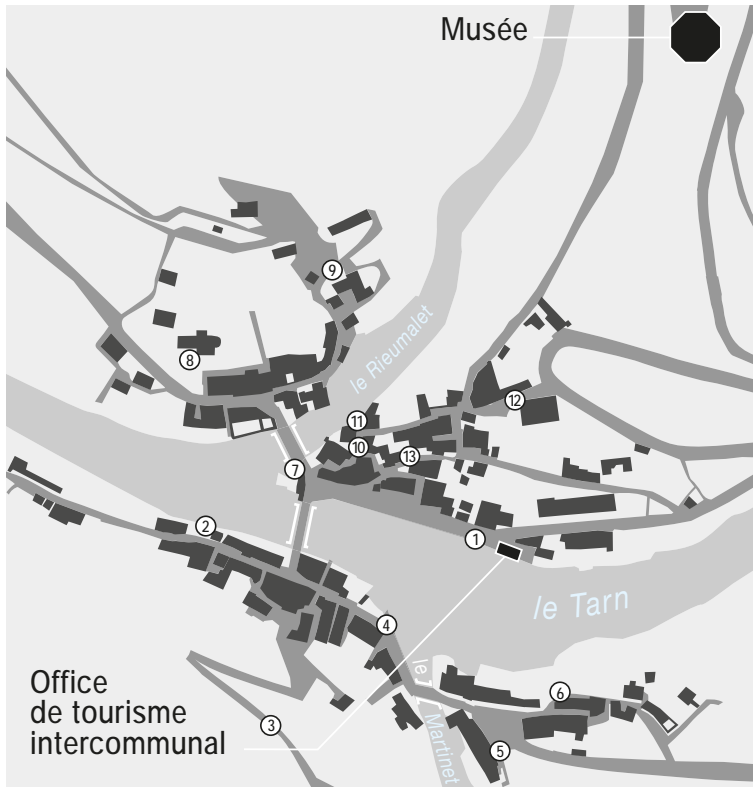 Musée
9
le Rieumalet
8
12
11
10
13
7
2
1
le Tarn
4
Office
de tourisme
intercommunal
le
Martinet
6
3
5